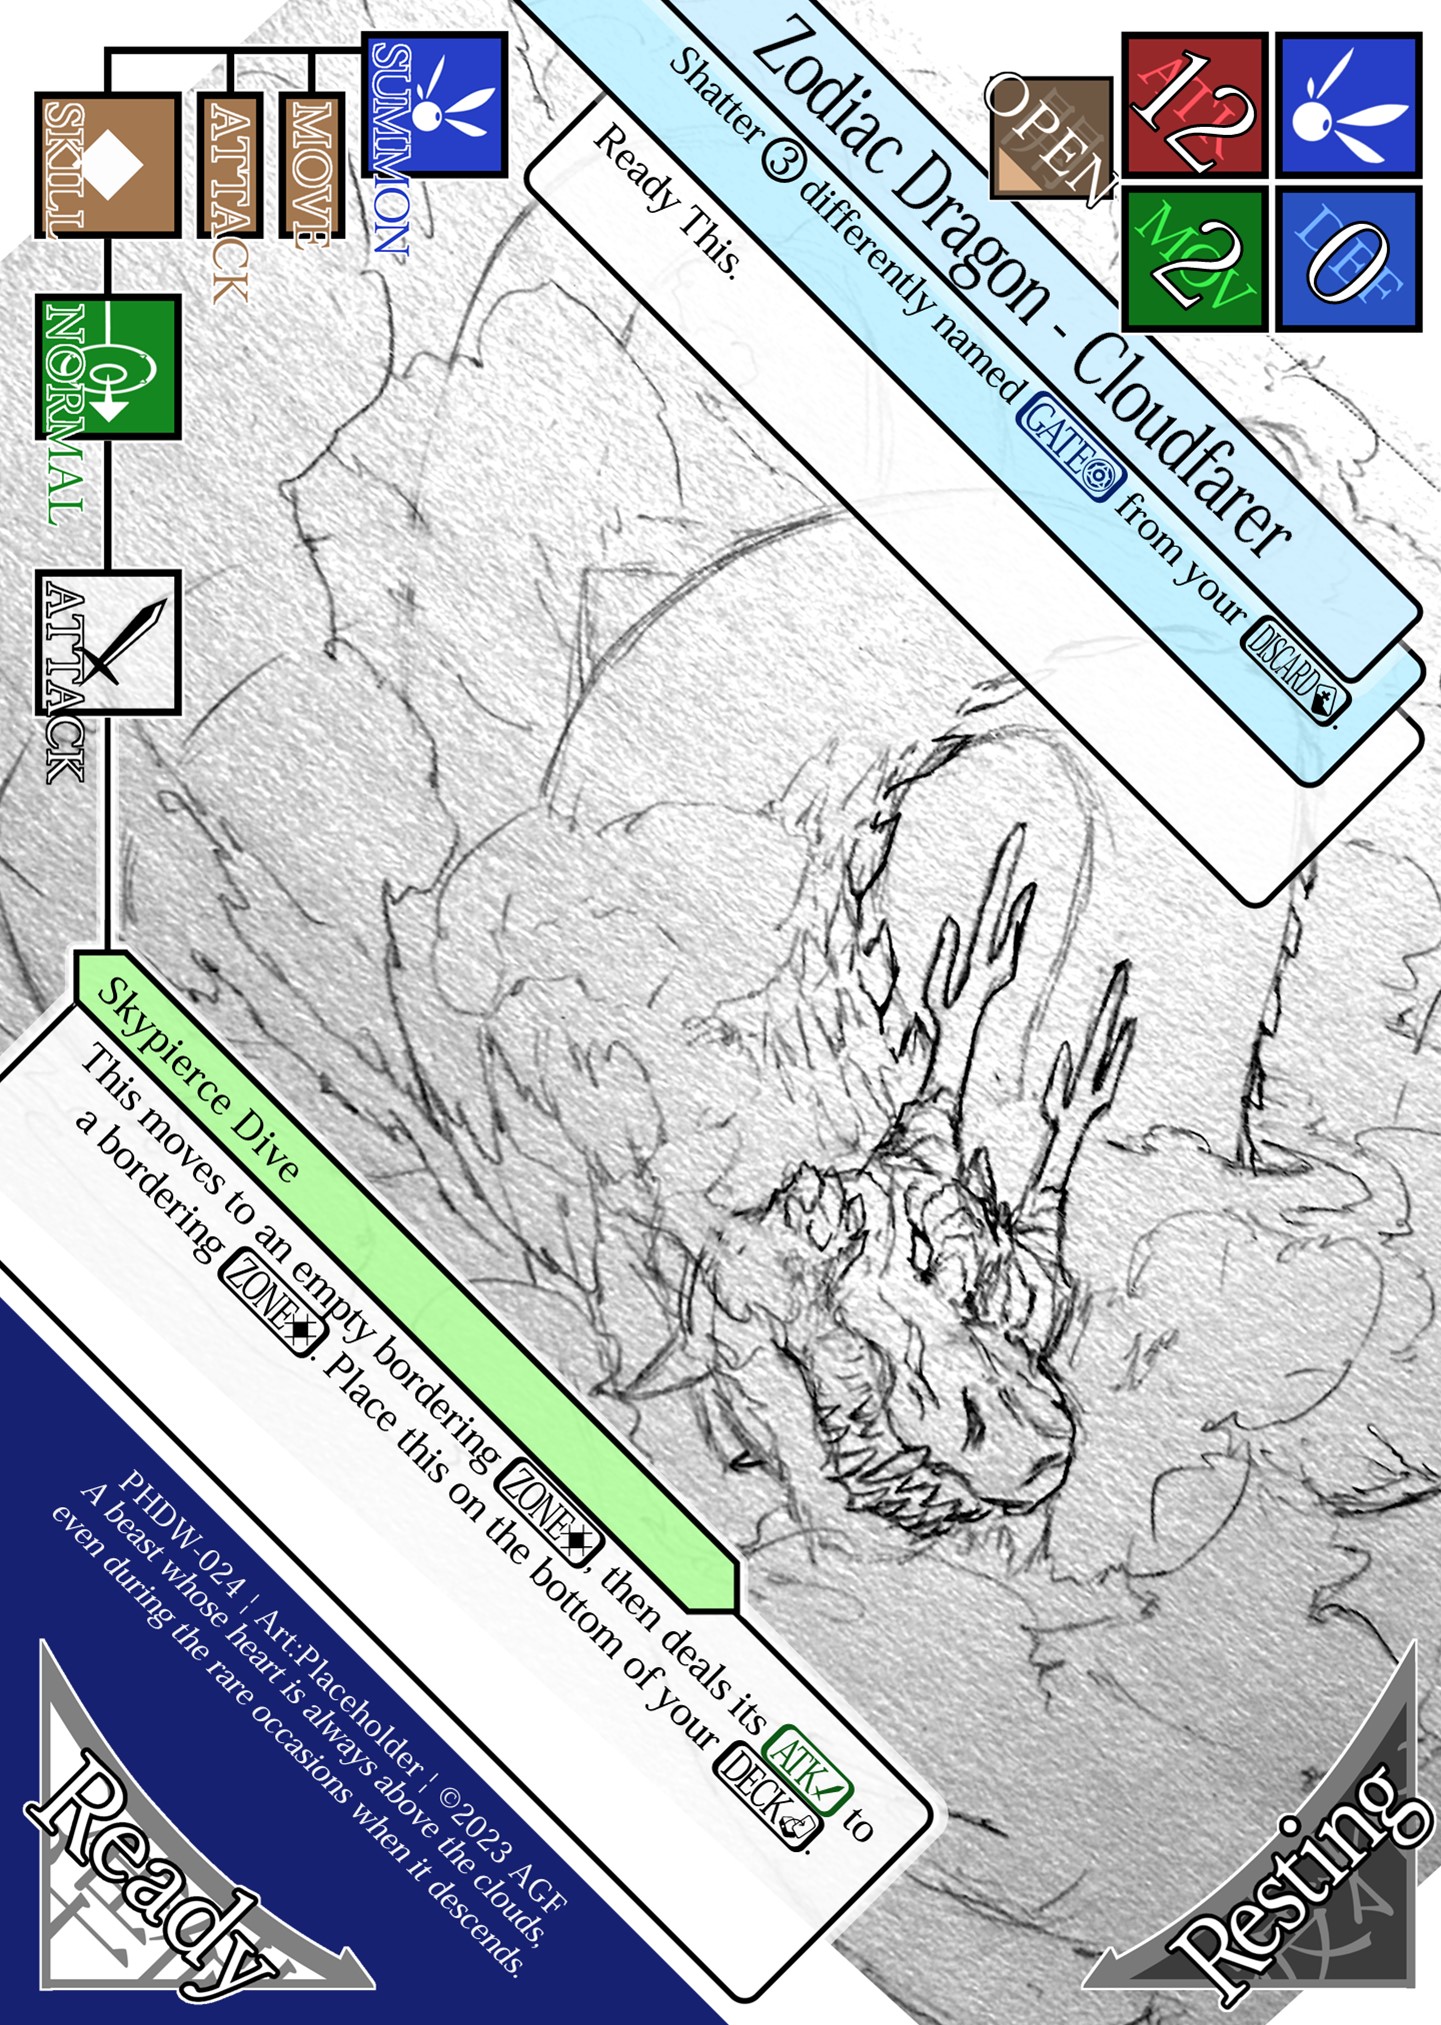 SUMMON
MOVE
ATTACK
SKILL
NORMAL
ATTACK
Zodiac Dragon - Cloudfarer
Shatter ③ differently named GATE from your DISCARD.
Ready This.
OPEN
ATK 12
MOV 2
DEF 0
Skypierce Dive
This moves to an empty bordering ZONE, then deals its ATK to
a bordering ZONE. Place this on the bottom of your DECK.
PHDW-024 ¦ Art:Placeholder ¦ ©2023 AGF
A beast whose heart is always above the clouds,
even during the rare occasions when it descends.
Ready
Resting